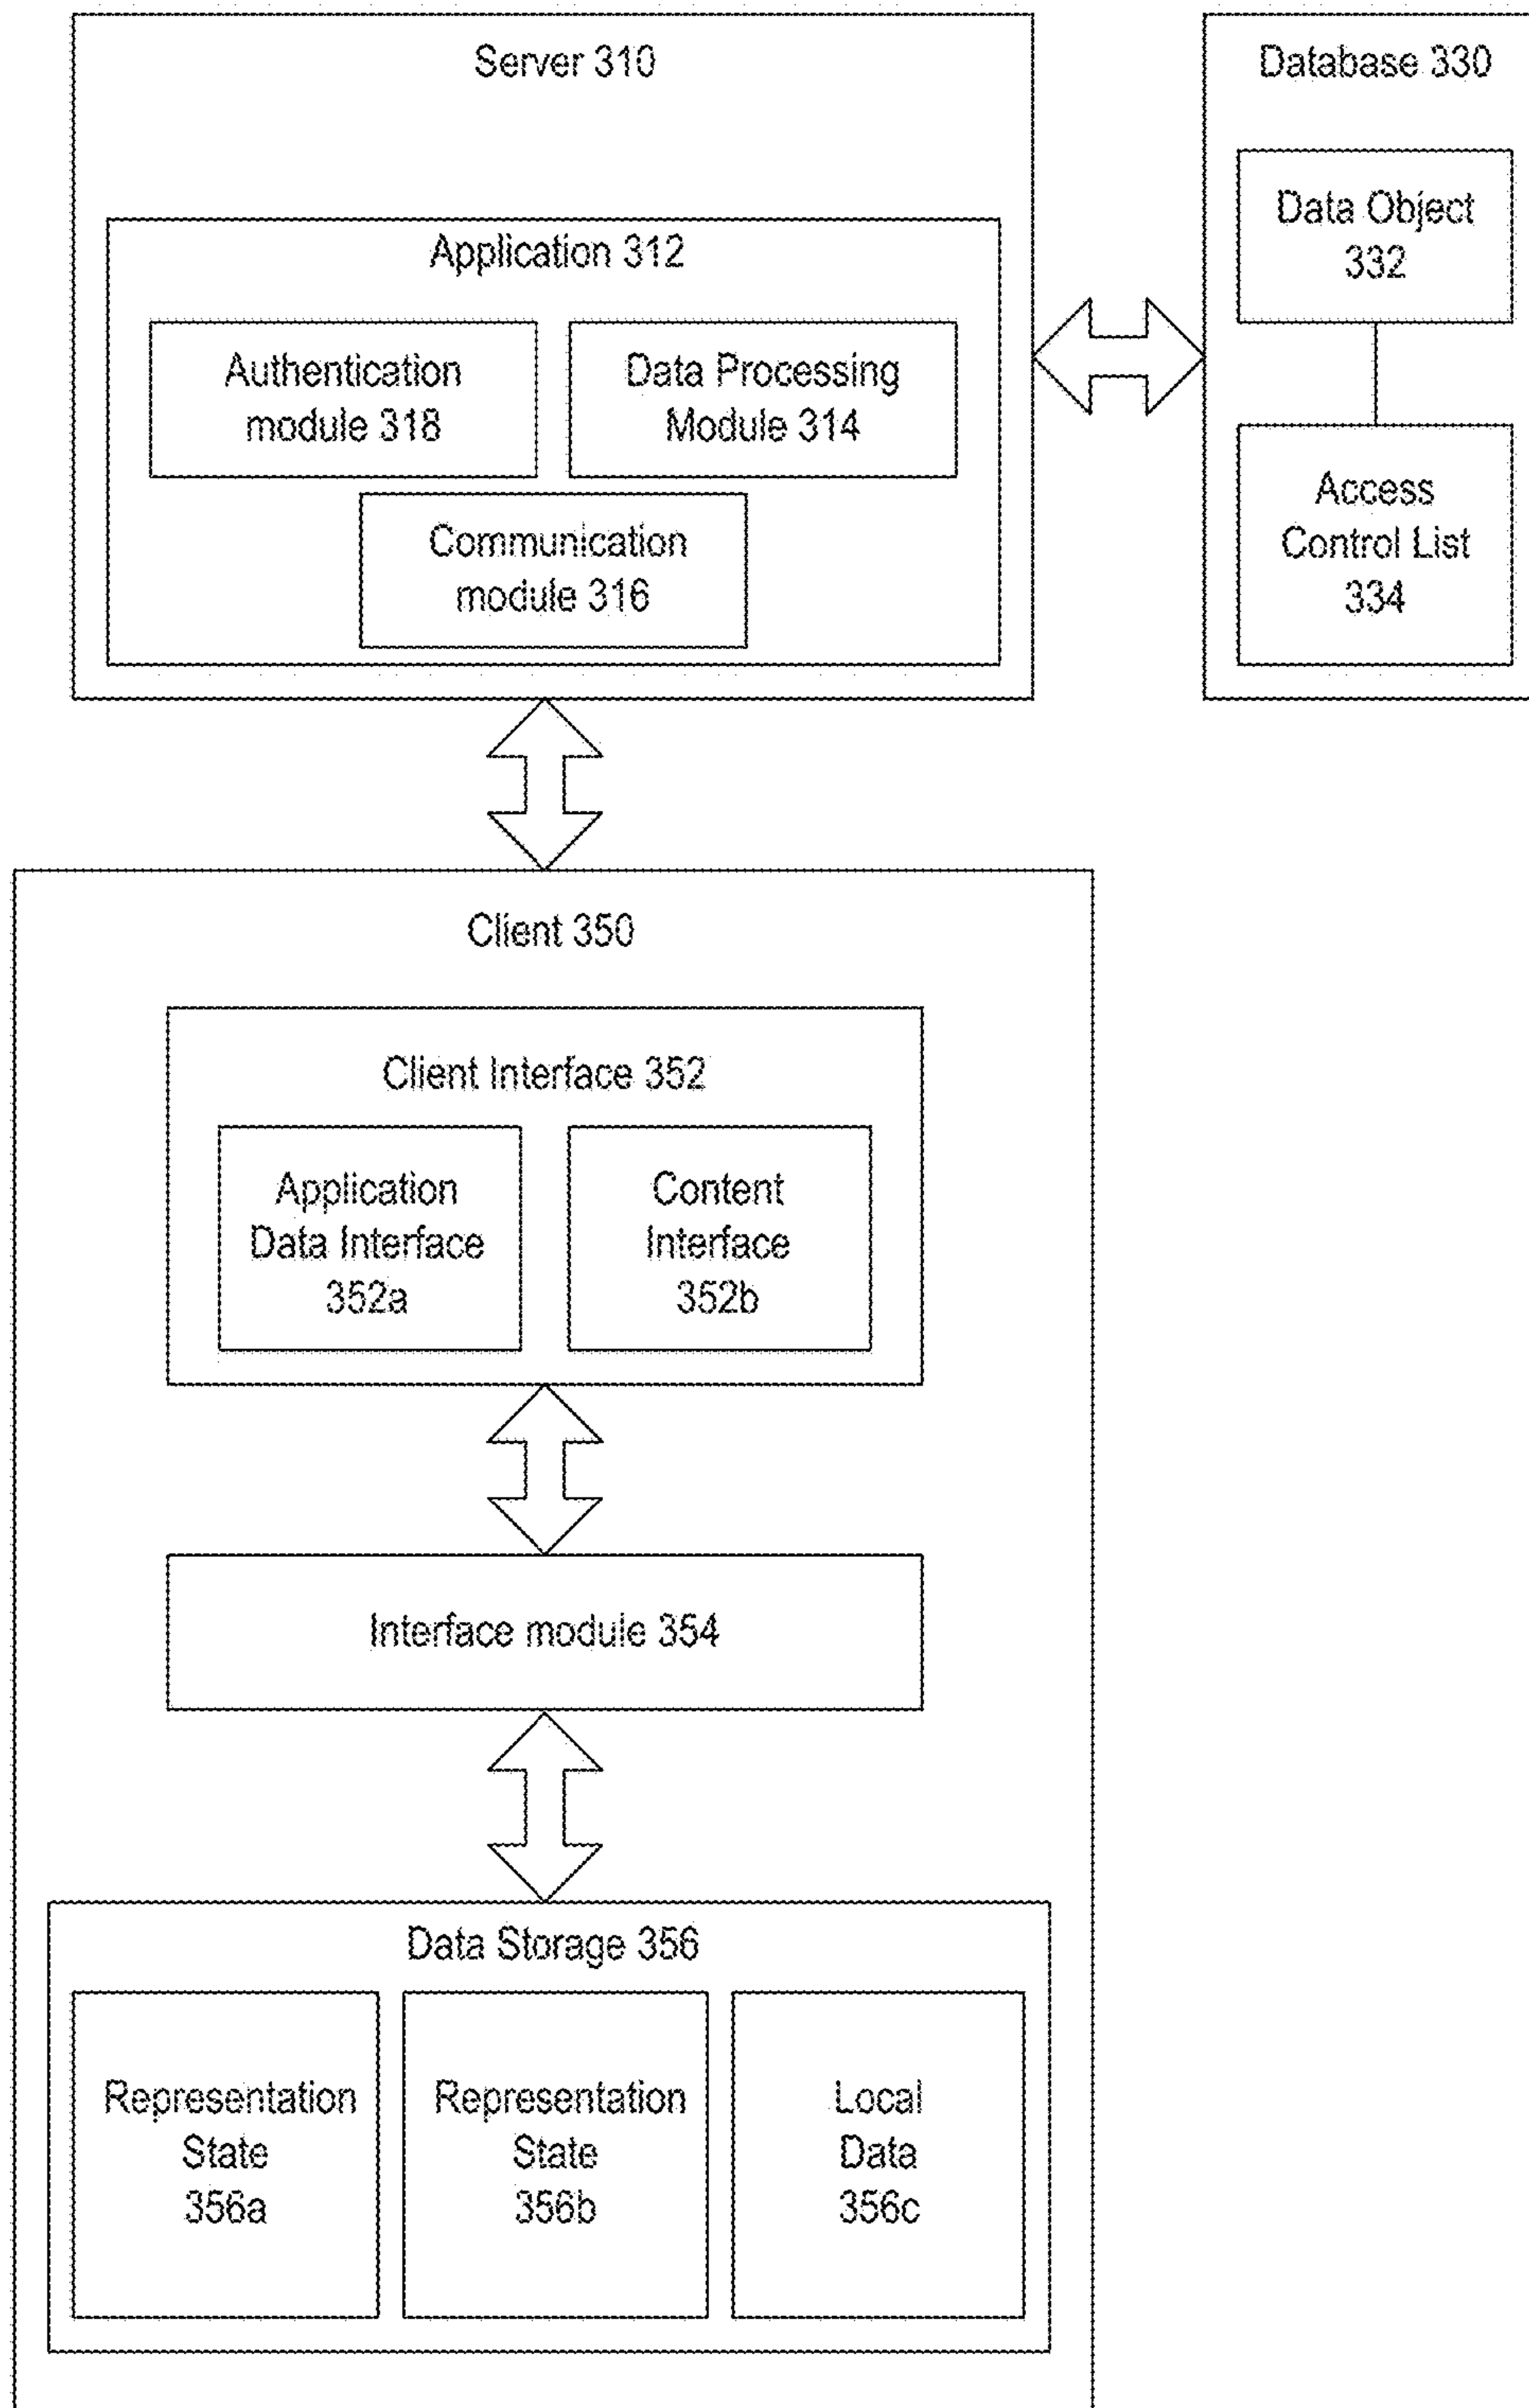 Server 310
Application 312
Authentication
module 318
Data Processing
Module 314
Communication
module 316
Database 330
Data Object
332
Access
Control List
334
Client 350
Client Interface 352
Application
Data Interface
352a
Content
Interface
352b
Interface module 354
Data Storage 356
Representation
State
356a
Representation
State
356b
Local
Data
356c